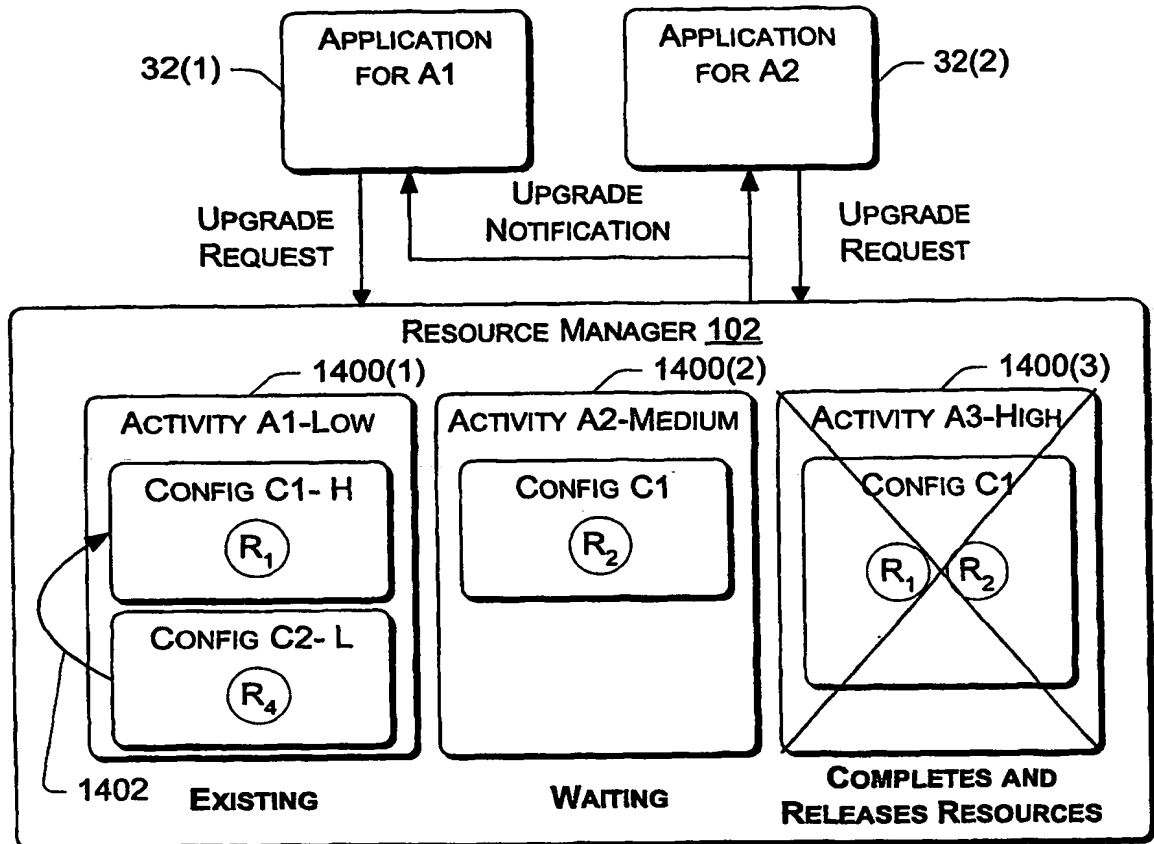 APPLICATION
FOR A1
APPLICATION
FOR A2
32(1)
32(2)
UPGRADE
REQUEST
UPGRADE
NOTIFICATION
UPGRADE
REQUEST
RESOURCE MANAGER 102
1400(1)
1400(2)
1400(3)
ACTIVITY A1-LOW
ACTIVITY A2-MEDIUM
ACTIVITY A3-HIGH
CONFIG C1- H
CONFIG C1
CONFIG C1
R1
R2
R1
R2
CONFIG C2- L
R4
1402
EXISTING
WAITING
COMPLETES AND
RELEASES RESOURCES